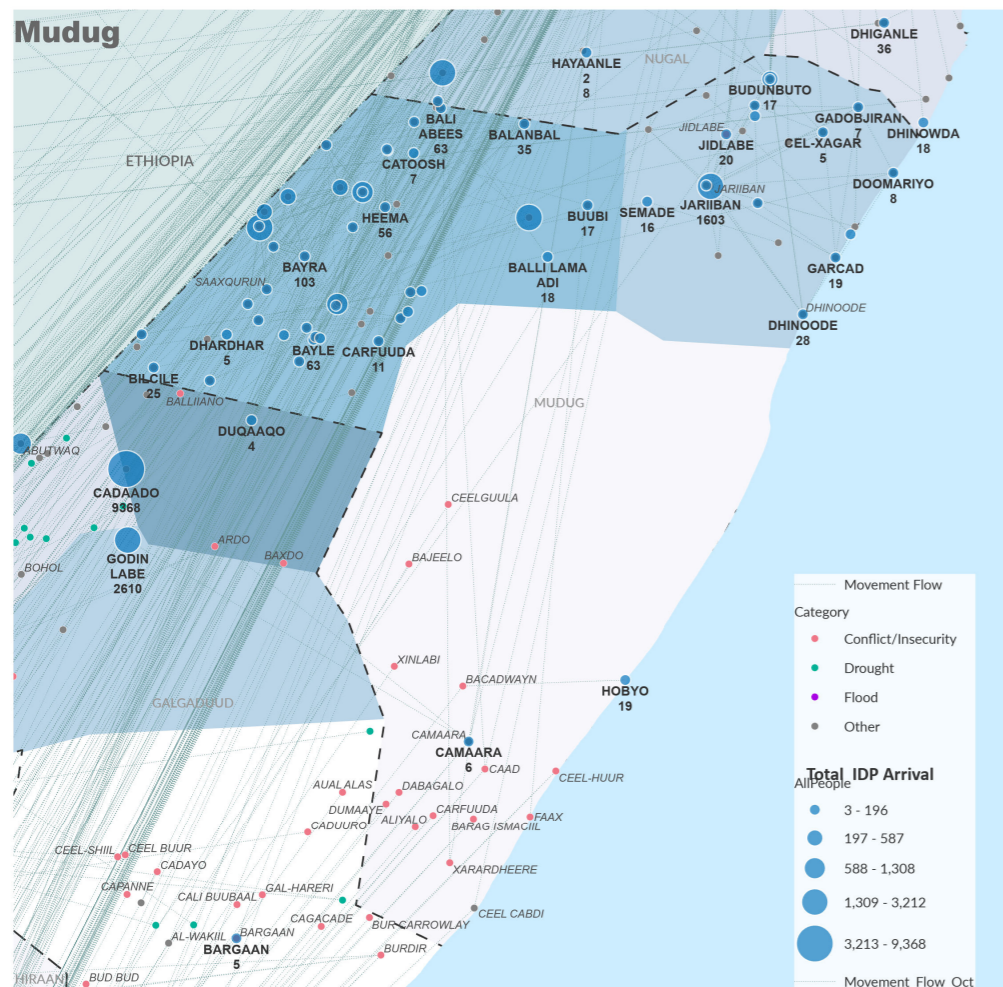 Mudug
DHIGANLE
36
HAYAANLE
2
8
NUGAL
BUDUNBUTO
17
BALI
ABEES
63
BALANBAL
35
JIDLABE
JIDLABE
20
GADOBJIRAN
7
CEL-XAGAR
5
DHINOWDA
18
ETHIOPIA
CATOOSH
7
DOOMARIYO
8
JARIIBAN
JARIIBAN
1603
HEEMA
56
BUUBI
17
SEMADE
16
BAYRA
103
BALLI LAMA
ADI
18
GARCAD
19
SAAXQURUN
DHINOODE
DHINOODE
28
DHARDHAR
5
BAYLE
63
CARFUUDA
11
BILCILE
25
BALLIIANO
MUDUG
DUQAAQO
4
ABUTWAQ
CADAADO
9368
CEELGUULA
ARDO
BAXDO
BAJEELO
GODIN
LABE
2610
BOHOL
Movement Flow
Category
Conflict/Insecurity
Drought
Flood
Other
Total IDP Arrival
AllPeople
3 - 196
197 - 587
588 - 1,308
1,309 - 3,212
3,213 - 9,368
Movement Flow Oct
XINLABI
BACADWAYN
HOBYO
19
GALGADUUD
CAMAARA
CAMAARA
6
CAAD
CEEL-HUUR
AUALALAS
DABAGALO
DUMAAYE
CARFUUDA
FAAX
ALIYALO
BARAG ISMACIIL
CADUURO
CEEL-SHIIL
CEEL BUUR
CADAYO
XARARDHEERE
CAPANNE
CALI BUUBAAL
GAL-HARERI
CEEL CABDI
CAGACADE
BUR CARROWLAY
AL-WAKIIL
BARGAAN
BARGAAN
5
BURDIR
HIRAAN
BUD BUD